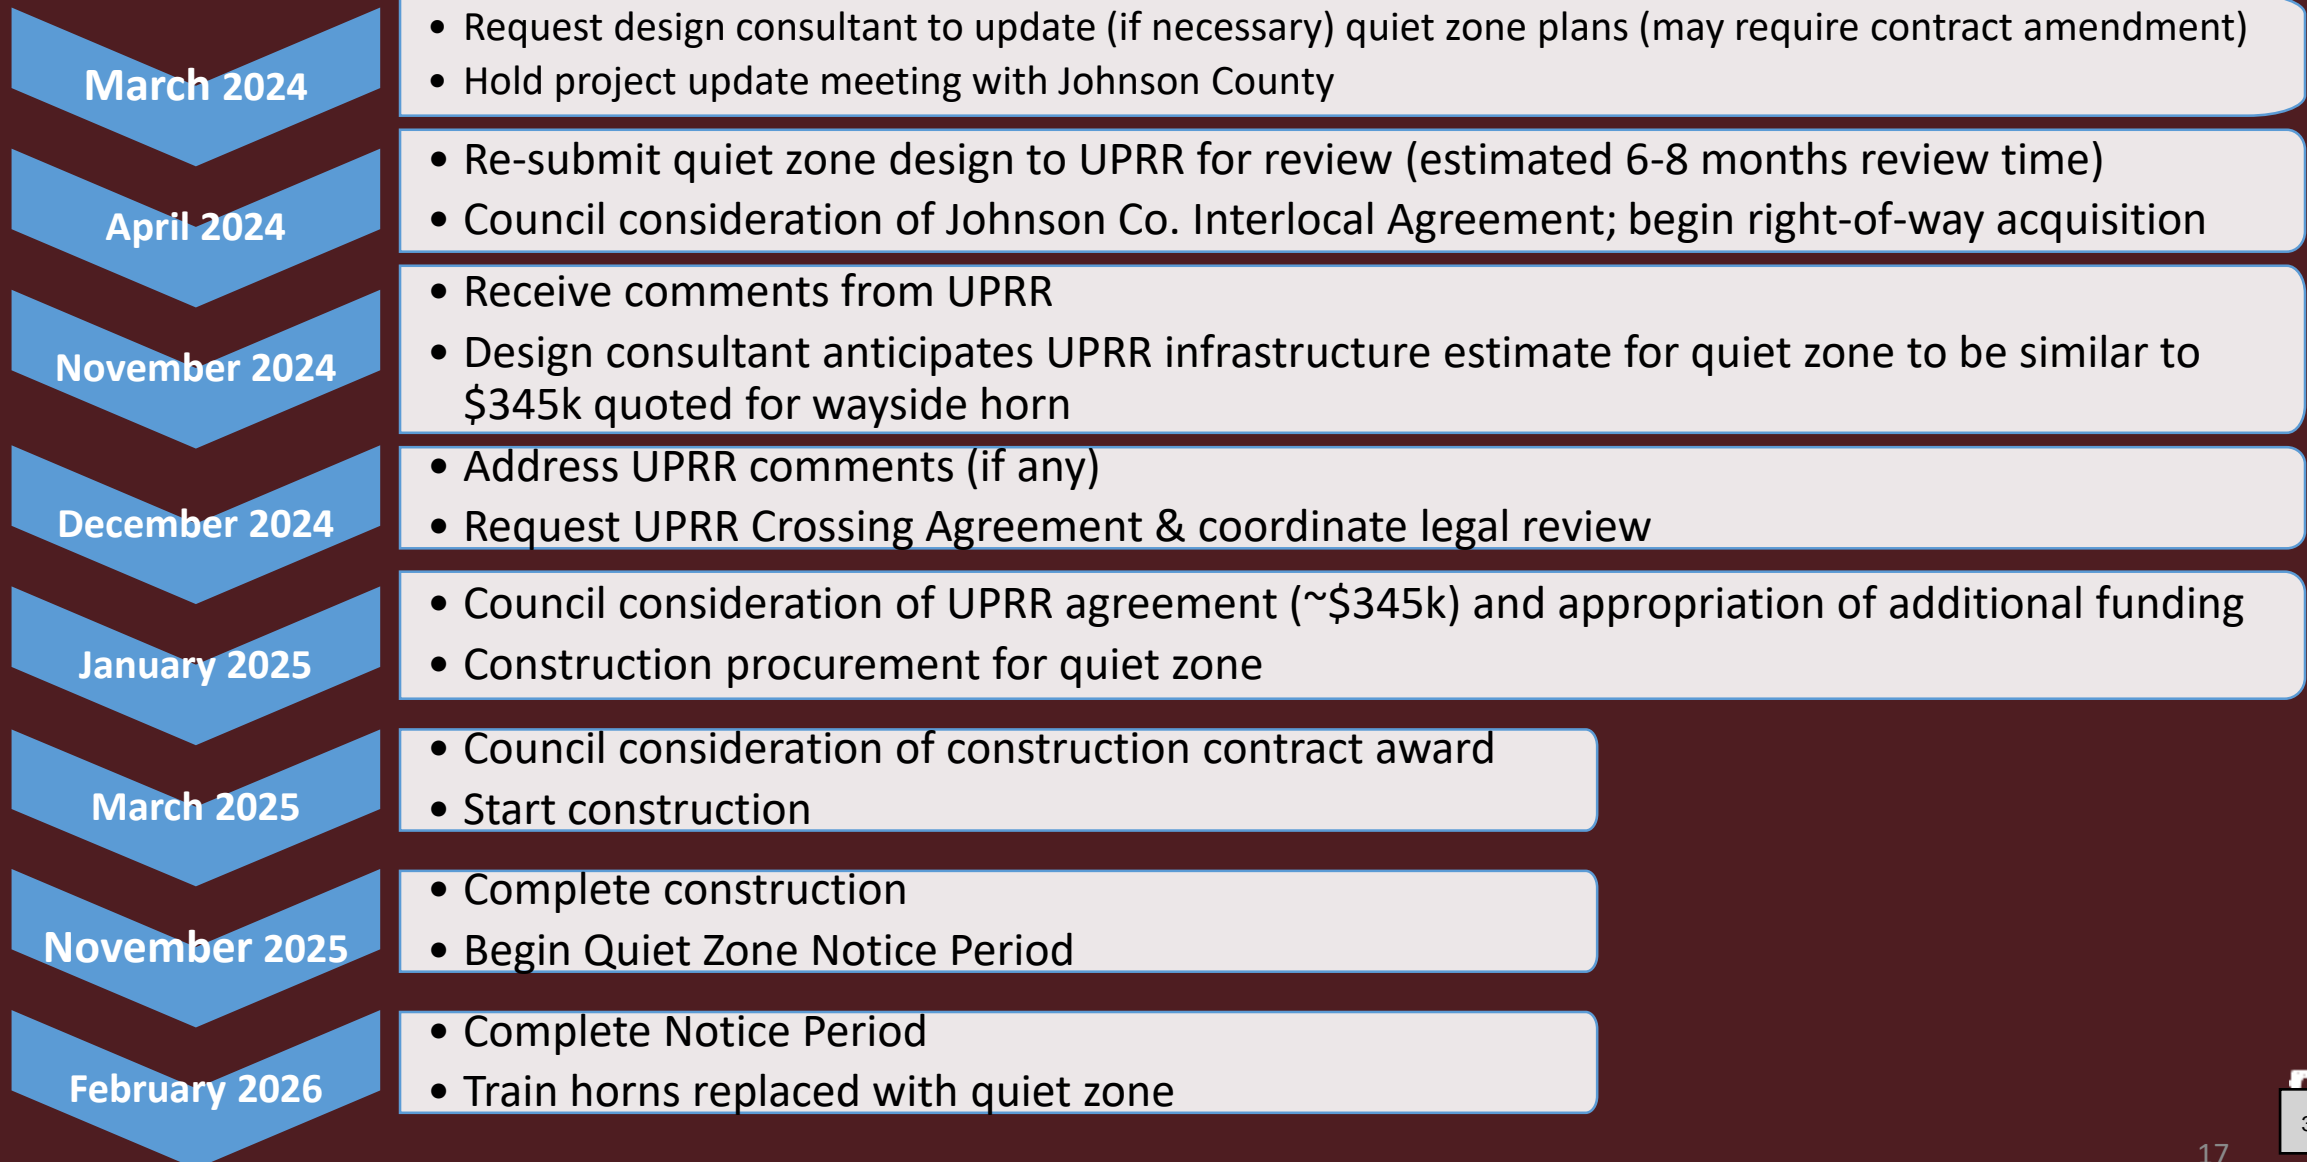 March 2024
• Request design consultant to update (if necessary) quiet zone plans (may require contract amendment)
• Hold project update meeting with Johnson County
April 2024
• Re-submit quiet zone design to UPRR for review (estimated 6-8 months review time)
• Council consideration of Johnson Co. Interlocal Agreement; begin right-of-way acquisition
November 2024
• Receive comments from UPRR
• Design consultant anticipates UPRR infrastructure estimate for quiet zone to be similar to
$345k quoted for wayside horn
December 2024
• Address UPRR comments (if any)
• Request UPRR Crossing Agreement & coordinate legal review
January 2025
• Council consideration of UPRR agreement (~$345k) and appropriation of additional funding
• Construction procurement for quiet zone
March 2025
• Council consideration of construction contract award
• Start construction
November 2025
• Complete construction
• Begin Quiet Zone Notice Period
February 2026
• Complete Notice Period
• Train horns replaced with quiet zone
17